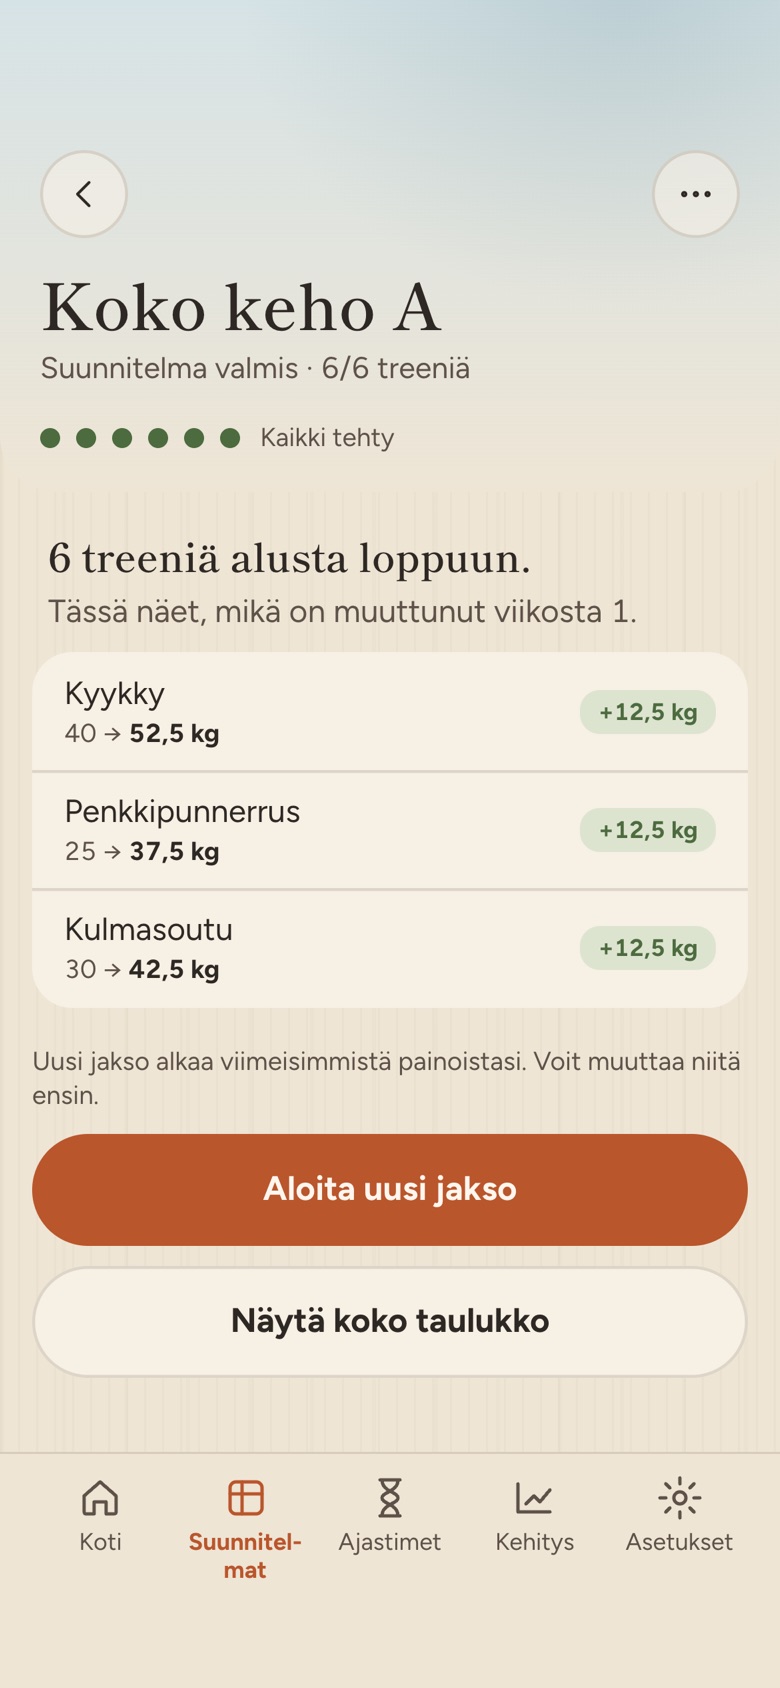 Koko keho A
Suunnitelma valmis · 6/6 treeniä
Kaikki tehty
6 treeniä alusta loppuun.
Tässä näet, mikä on muuttunut viikosta 1.
Kyykky
40 → 52,5 kg
+12,5 kg
Penkkipunnerrus
25 → 37,5 kg
+12,5 kg
Kulmasoutu
30 → 42,5 kg
+12,5 kg
Uusi jakso alkaa viimeisimmistä painoistasi. Voit muuttaa niitä
ensin.
Aloita uusi jakso
Näytä koko taulukko
Koti
Suunnitel-
mat
Ajastimet
Kehitys
Asetukset